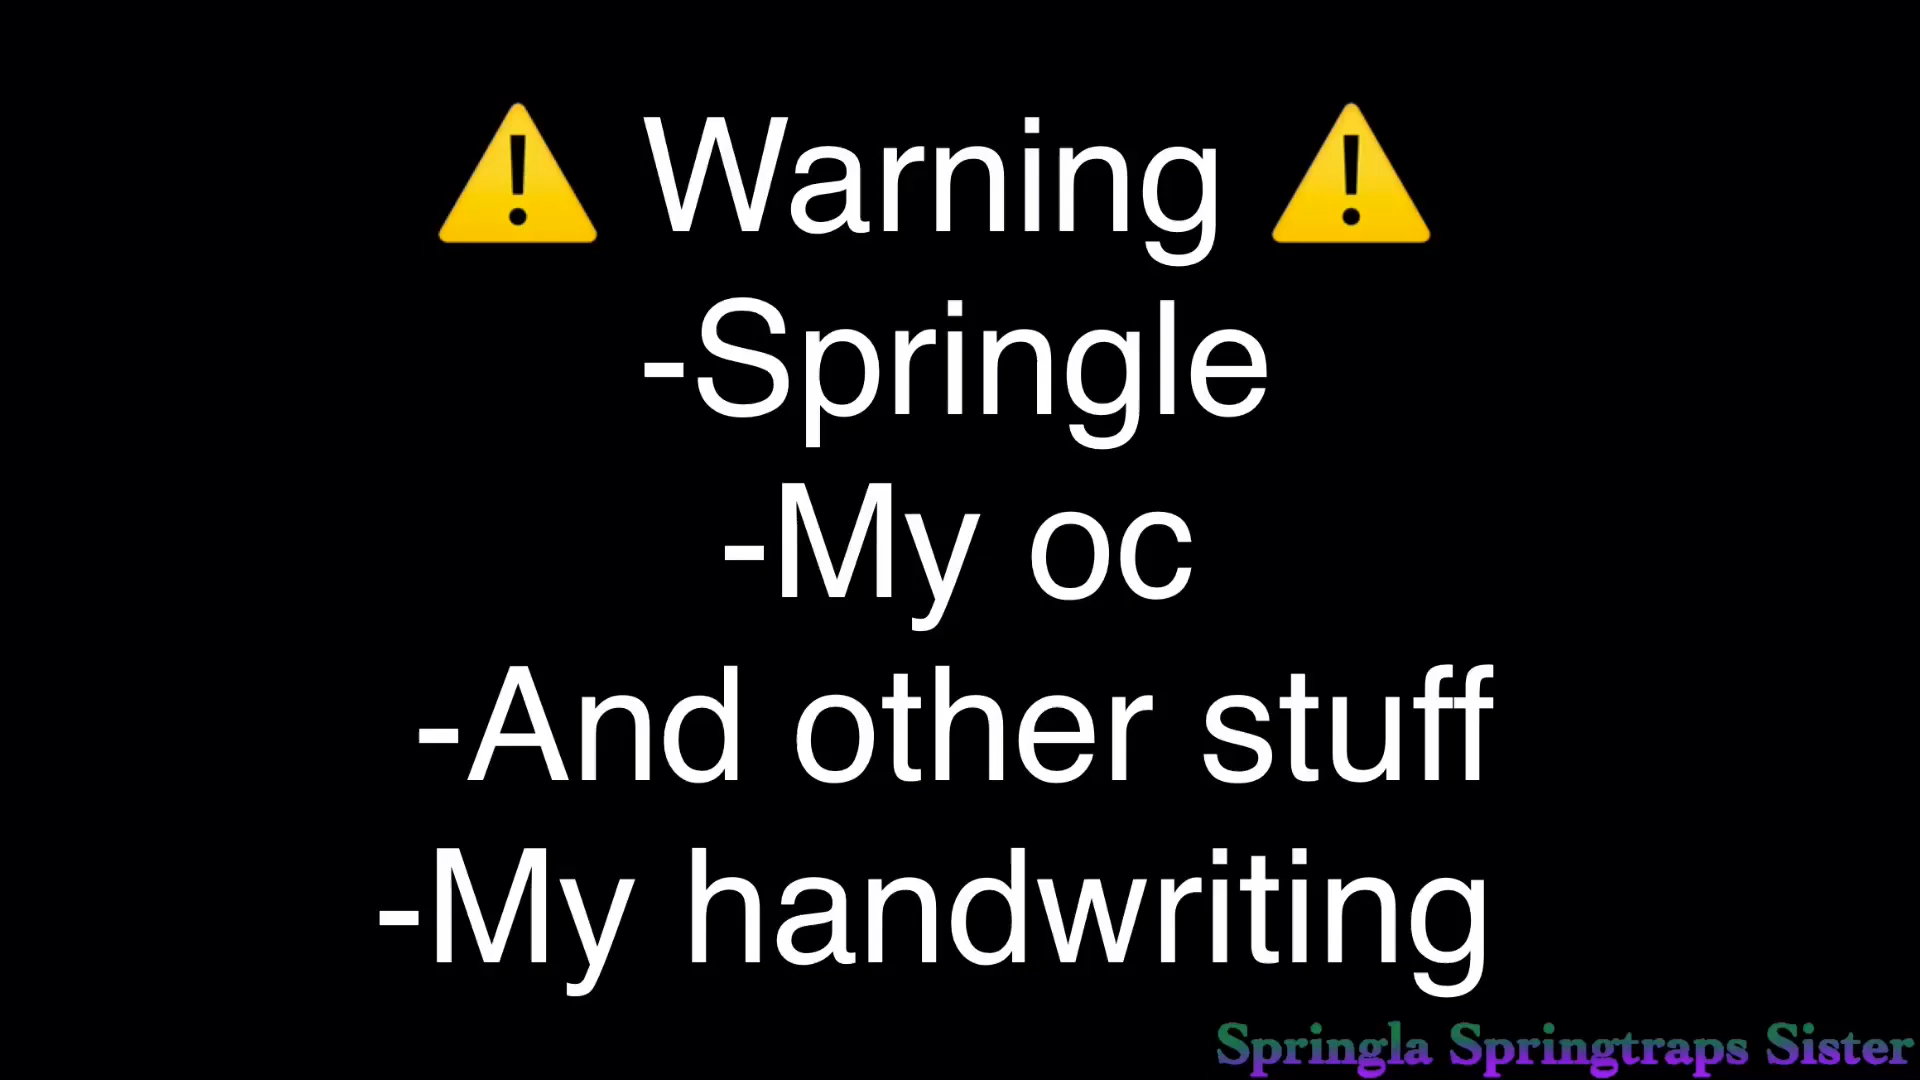 ⚠️ Warning ⚠️
-Springle
-My oc
-And other stuff
-My handwriting
Springla Springtraps Sister